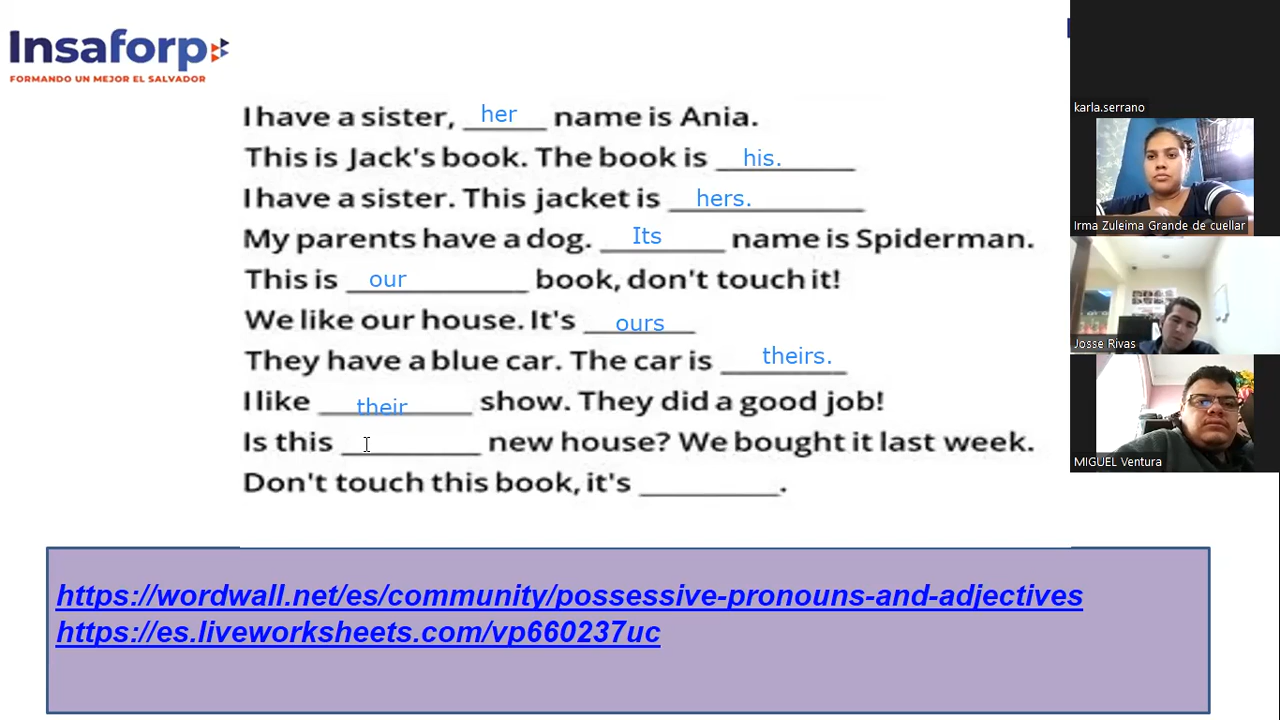 Insaforp
FORMANDO UN MEJOR EL SALVADOR
I have a sister, her name is Ania.
This is Jack's book. The book is his.
I have a sister. This jacket is hers.
My parents have a dog. Its name is Spiderman.
This is our book, don't touch it!
We like our house. It's ours
They have a blue car. The car is theirs.
I like their show. They did a good job!
Is this ________ new house? We bought it last week.
Don't touch this book, it's ________.
https://wordwall.net/es/community/possessive-pronouns-and-adjectives
https://es.liveworksheets.com/vp660237uc
karla.serrano
Irma Zuleima Grande de cuellar
Josse Rivas
MIGUEL Ventura